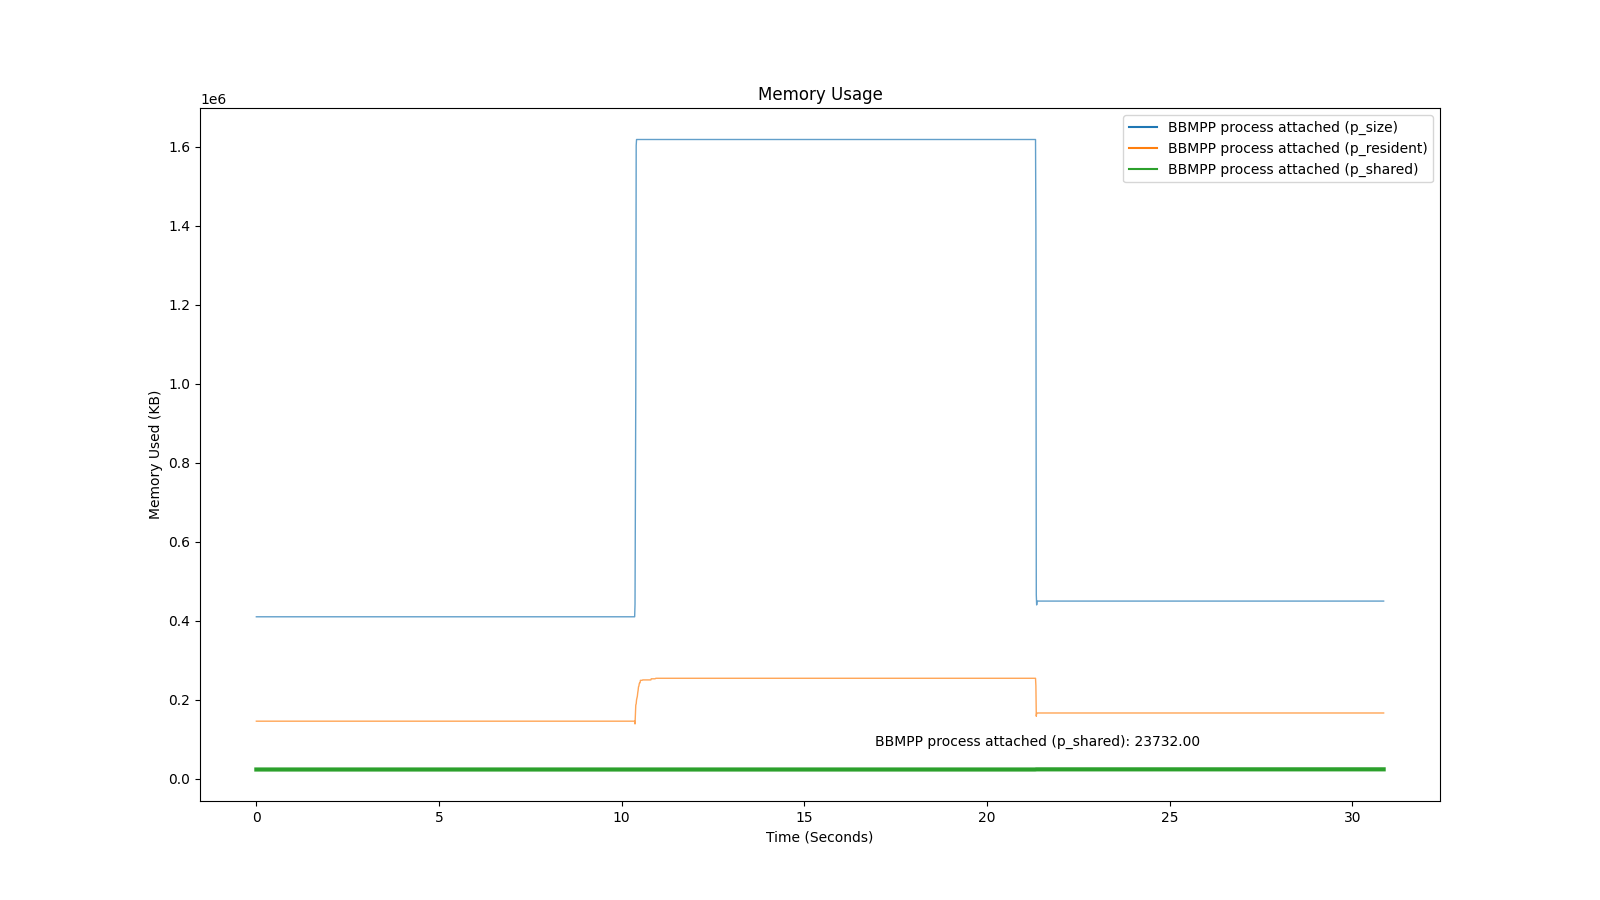 Memory Usage
1e6
BBMPP process attached (p_size)
BBMPP process attached (p_resident)
BBMPP process attached (p_shared)
1.6
1.4
1.2
1.0
0.8
0.6
0.4
0.2
0.0
Memory Used (KB)
BBMPP process attached (p_shared): 23732.00
0 5 10 15 20 25 30
Time (Seconds)